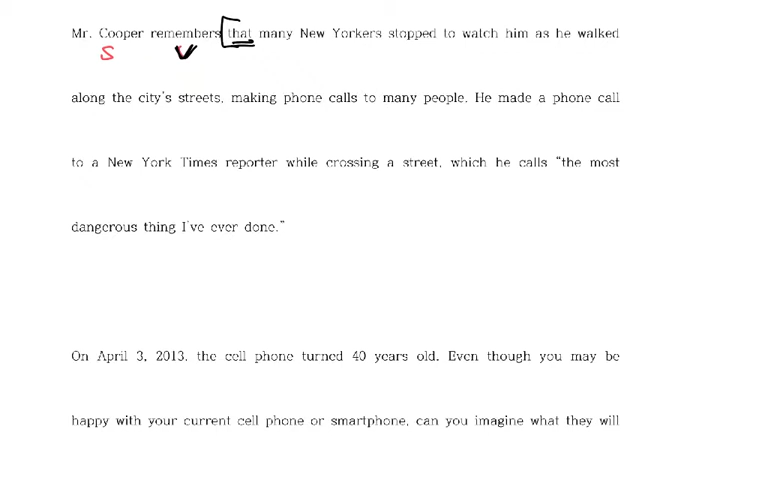 Mr. Cooper remembers that many New Yorkers stopped to watch him as he walked
S V
along the city's streets, making phone calls to many people. He made a phone call
to a New York Times reporter while crossing a street, which he calls “the most
dangerous thing I've ever done.”
On April 3, 2013, the cell phone turned 40 years old. Even though you may be
happy with your current cell phone or smartphone, can you imagine what they will